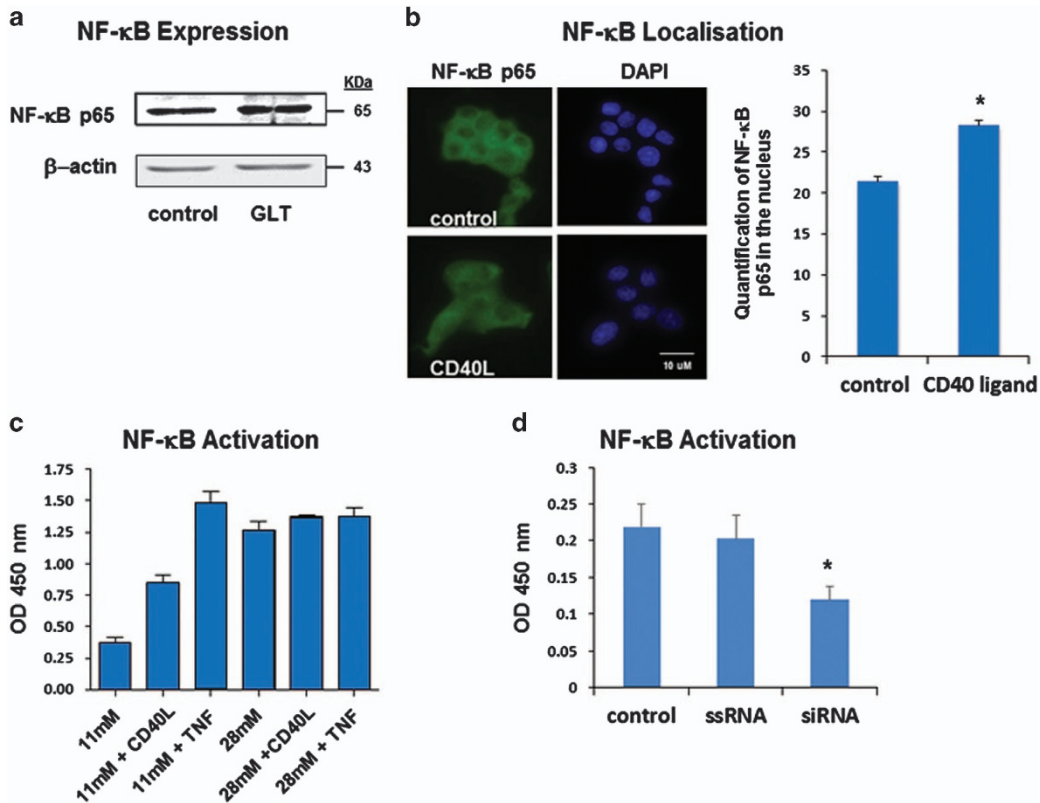 a
NF-κB Expression
KDa
NF-κB p65
65
β–actin
43
control GLT
b
NF-κB Localisation
NF-κB p65 DAPI
control
CD40L
10 uM
Quantification of NF-κB
p65 in the nucleus
35
30
25
20
15
10
5
0
*
control CD40 ligand
c
NF-κB Activation
OD 450 nm
1.75
1.50
1.25
1.00
0.75
0.50
0.25
0.00
11mM
11mM + CD40L
11mM + TNF
28mM
28mM +CD40L
28mM + TNF
d
NF-κB Activation
OD 450 nm
0.3
0.25
0.2
0.15
0.1
0.05
0
*
control ssRNA siRNA